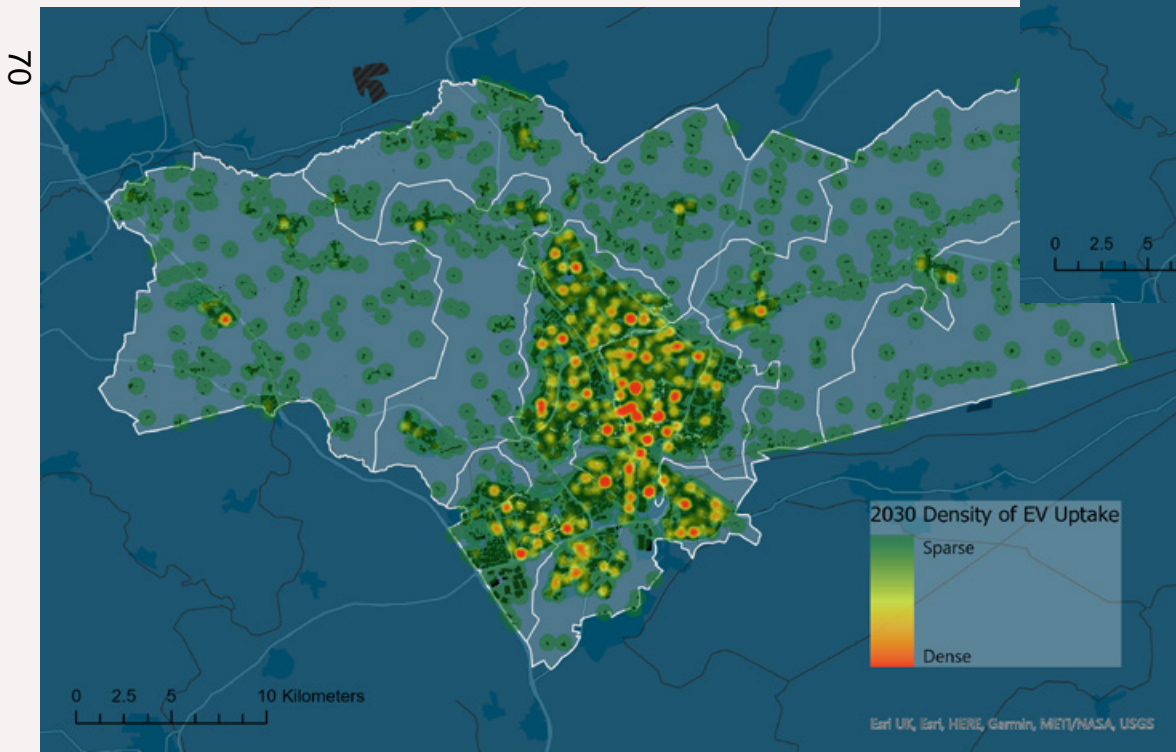 70
0 2.5 5
2030 Density of EV Uptake
Sparse
Dense
0 2.5 5 10 Kilometers
Esri UK, Esri, HERE, Garmin, METI/NASA, USGS